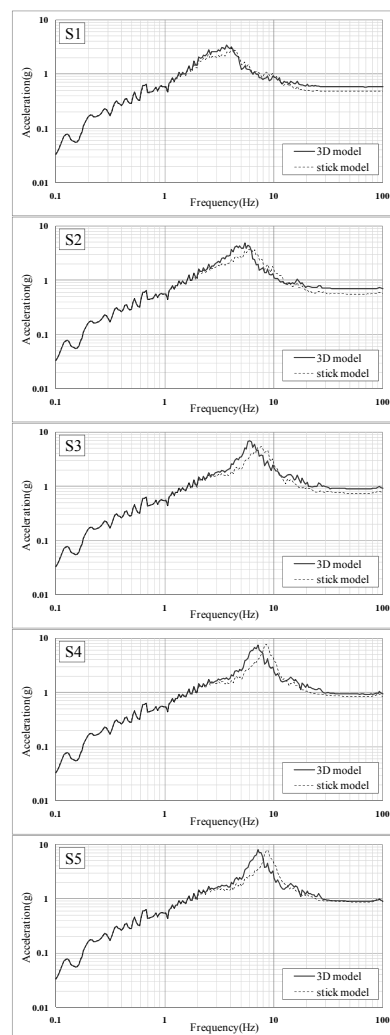 S1
Acceleration(g)
10
1
0.1
0.01
3D model
stick model
0.1 1 10 100
Frequency(Hz)
S2
Acceleration(g)
10
1
0.1
0.01
3D model
stick model
0.1 1 10 100
Frequency(Hz)
S3
Acceleration(g)
10
1
0.1
0.01
3D model
stick model
0.1 1 10 100
Frequency(Hz)
S4
Acceleration(g)
10
1
0.1
0.01
3D model
stick model
0.1 1 10 100
Frequency(Hz)
S5
Acceleration(g)
10
1
0.1
0.01
3D model
stick model
0.1 1 10 100
Frequency(Hz)